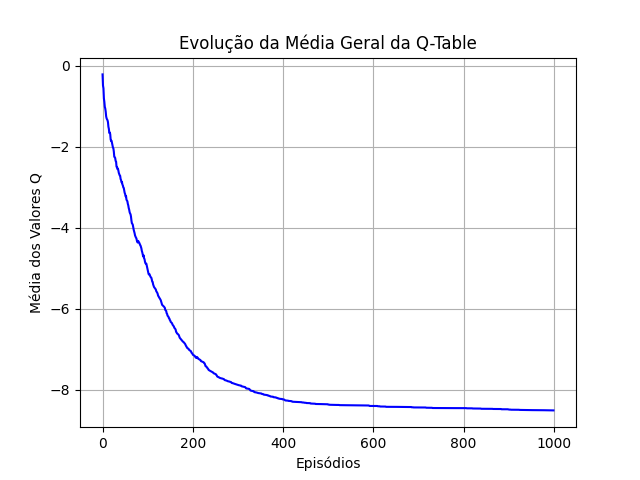 Evolução da Média Geral da Q-Table
0
−2
−4
−6
−8
Média dos Valores Q
0 200 400 600 800 1000
Episódios